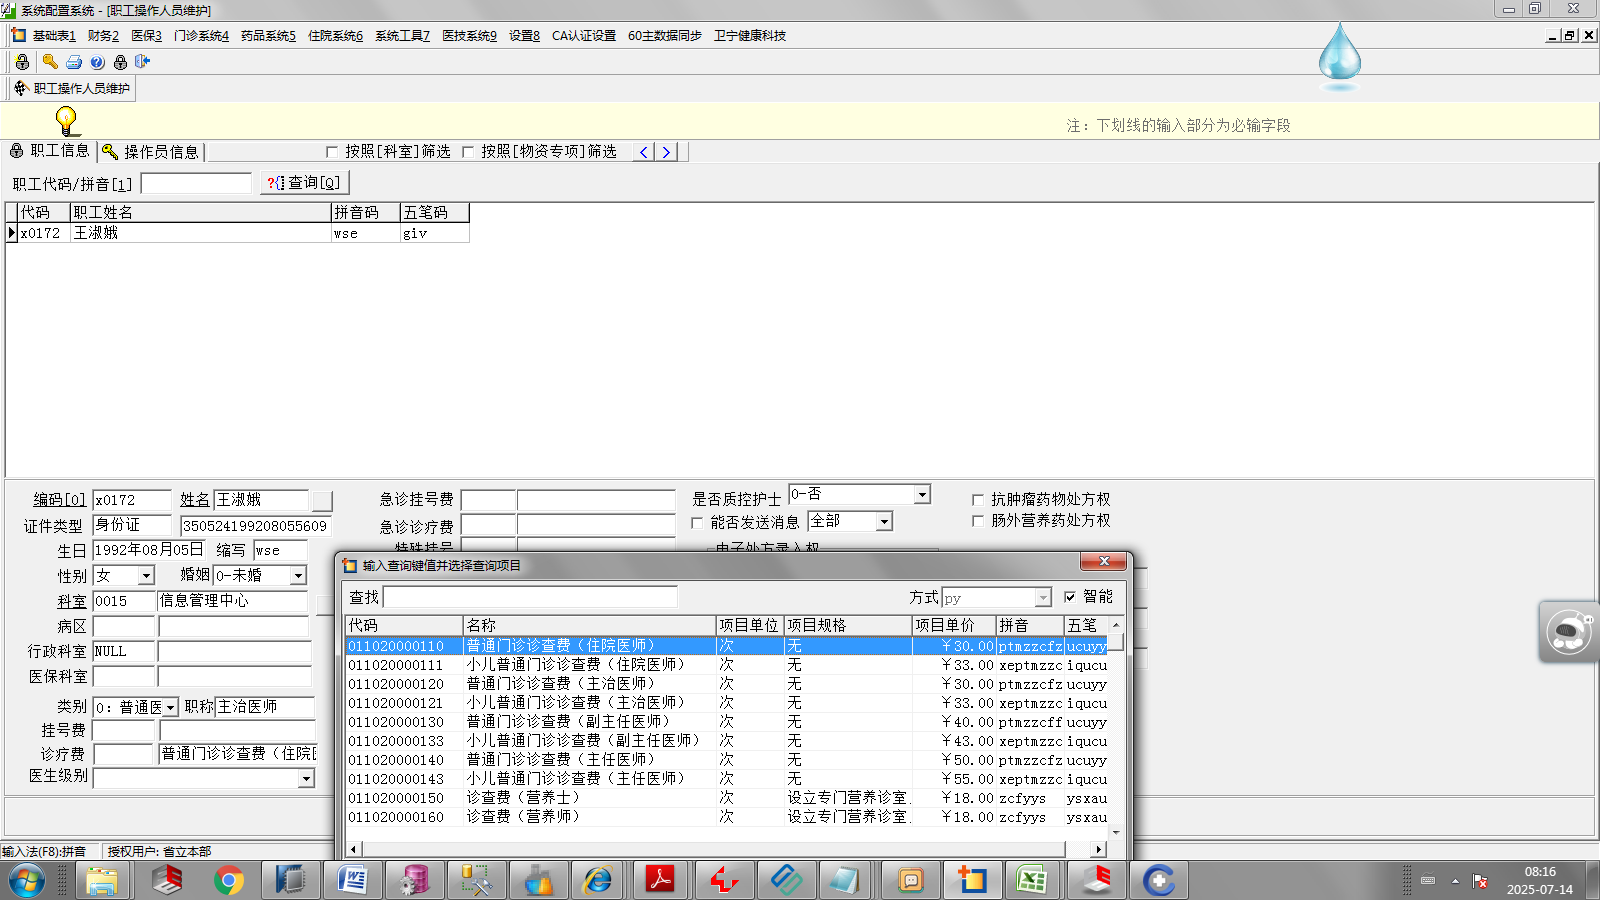 系统配置系统 - [职工操作人员维护]
基础表1 财务2 医保3 门诊系统4 药品系统5 住院系统6 系统工具7 医技系统9 设置8 CA认证设置 60主数据同步 卫宁健康科技
职工操作人员维护
注：下划线的输入部分为必输字段
职工信息 操作员信息 按照[科室]筛选 按照[物资专项]筛选
职工代码/拼音[1] 查询[Q]
代码 职工姓名 拼音码 五笔码
x0172 王淑娥 wse giv
编码[0] x0172 姓名 王淑娥 急诊挂号费 是否质控护士 0-否 抗肿瘤药物处方权
证件类型 身份证 350524199208055609 急诊诊疗费 能否发送消息 全部 肠外营养药处方权
生日 1992年08月05日 缩写 wse 特殊挂号 电子处方录入权
性别 女 婚姻 0-未婚
科室 0015 信息管理中心
病区
行政科室 NULL
医保科室
类别 0: 普通医 职称 主治医师
挂号费
诊疗费 普通门诊诊查费（住院医
医生级别
输入查询键值并选择查询项目
查找 方式 py 智能
代码 名称 项目单位 项目规格 项目单价 拼音 五笔
011020000110 普通门诊诊查费（住院医师） 次 无 ￥30.00 ptmzzcfz ucuyy
011020000111 小儿普通门诊诊查费（住院医师） 次 无 ￥33.00 xeptmzzc iqucu
011020000120 普通门诊诊查费（主治医师） 次 无 ￥30.00 ptmzzcfz ucuyy
011020000121 小儿普通门诊诊查费（主治医师） 次 无 ￥33.00 xeptmzzc iqucu
011020000130 普通门诊诊查费（副主任医师） 次 无 ￥40.00 ptmzzcff ucuyy
011020000133 小儿普通门诊诊查费（副主任医师） 次 无 ￥43.00 xeptmzzc iqucu
011020000140 普通门诊诊查费（主任医师） 次 无 ￥50.00 ptmzzcfz ucuyy
011020000143 小儿普通门诊诊查费（主任医师） 次 无 ￥55.00 xeptmzzc iqucu
011020000150 诊查费（营养士） 次 设立专门营养诊室. ￥18.00 zcfyys ysxau
011020000160 诊查费（营养师） 次 设立专门营养诊室. ￥18.00 zcfyys ysxau
输入法(F8):拼音 授权用户: 省立本部
08:16
2025-07-14